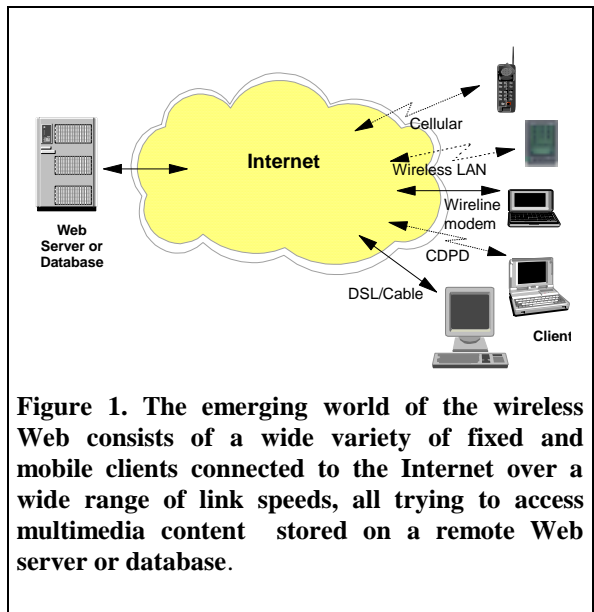 Cellular
Internet
Wireless LAN
Wireline
modem
Web
Server or
Database
CDPD
DSL/Cable
Client
Figure 1. The emerging world of the wireless
Web consists of a wide variety of fixed and
mobile clients connected to the Internet over a
wide range of link speeds, all trying to access
multimedia content stored on a remote Web
server or database.